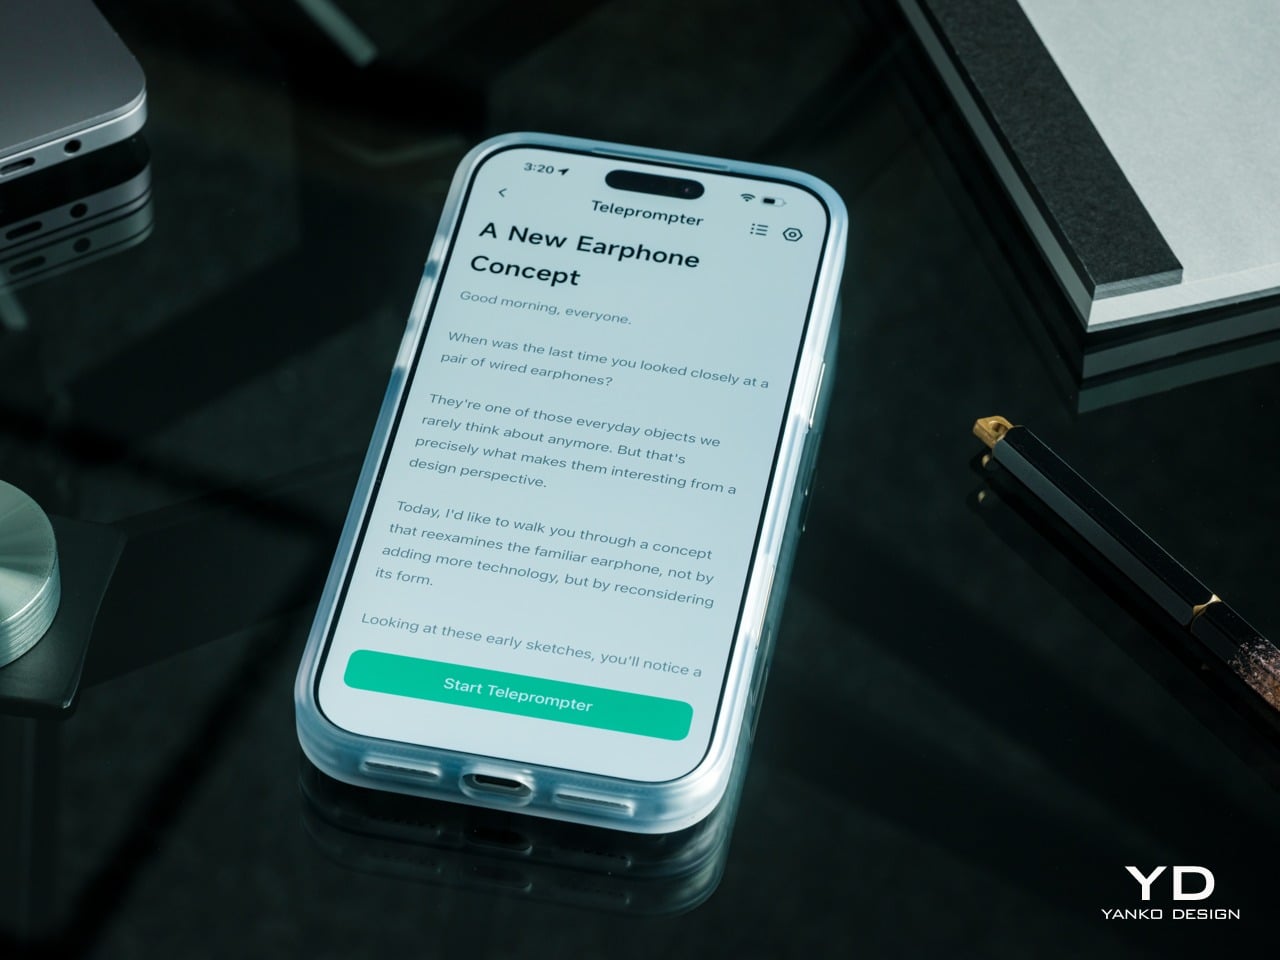 3:20
Teleprompter
A New Earphone
Concept
Good morning, everyone.
When was the last time you looked closely at a
pair of wired earphones?
They're one of those everyday objects we
rarely think about anymore. But that's
precisely what makes them interesting from a
design perspective.
Today, I'd like to walk you through a concept
that reexamines the familiar earphone, not by
adding more technology, but by reconsidering
its form.
Looking at these early sketches, you'll notice a
Start Teleprompter
YD
YANKO DESIGN